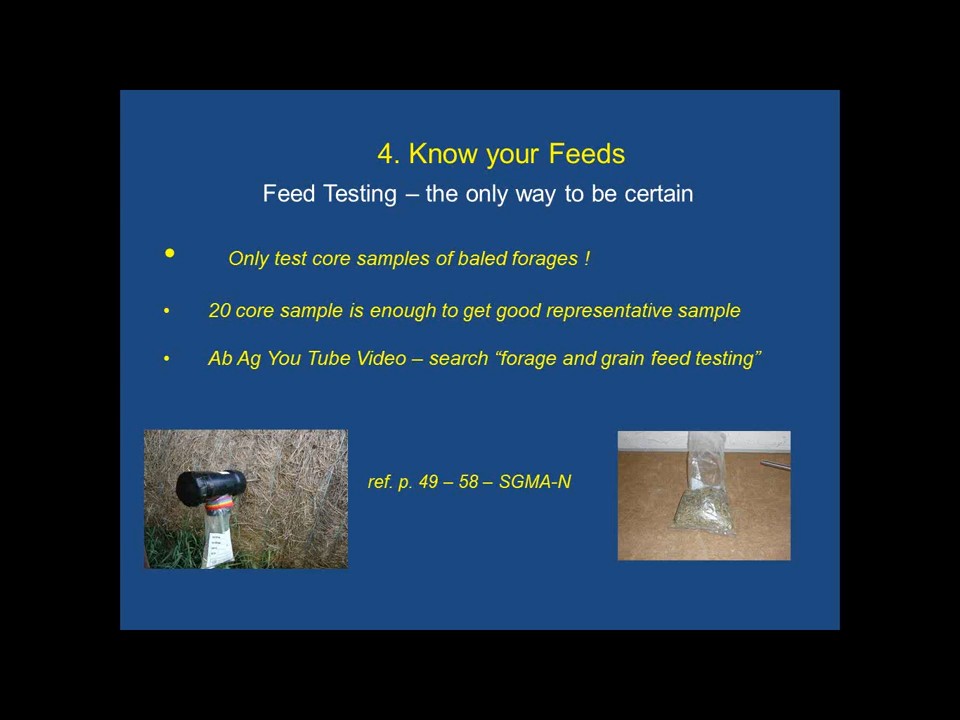 4. Know your Feeds
Feed Testing – the only way to be certain
• Only test core samples of baled forages !
• 20 core sample is enough to get good representative sample
• Ab Ag You Tube Video – search “forage and grain feed testing”
ref. p. 49 – 58 – SGMA-N